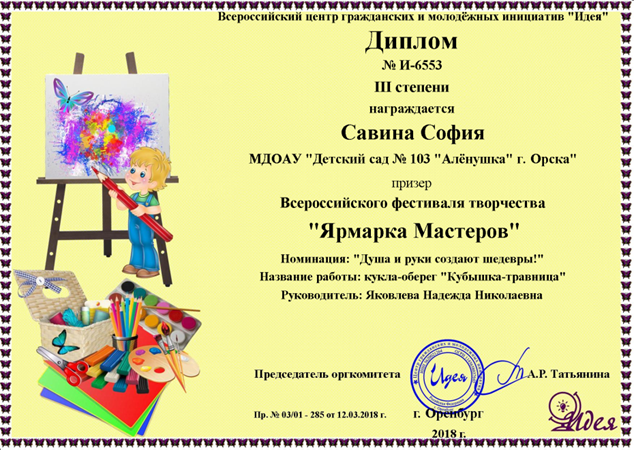 Всероссийский центр гражданских и молодёжных инициатив "Идея"
Диплом
№ И-6553
III степени
награждается
Савина София
МДОАУ "Детский сад № 103 "Алёнушка" г. Орска"
призер
Всероссийского фестиваля творчества
"Ярмарка Мастеров"
Номинация: "Душа и руки создают шедевры!"
Название работы: кукла-оберег "Кубышка-травница"
Руководитель: Яковлева Надежда Николаевна
Председатель оргкомитета
Идея
А.Р. Татьянина
Пр. № 03/01 - 285 от 12.03.2018 г.
г. Оренбург
2018 г.
Идея